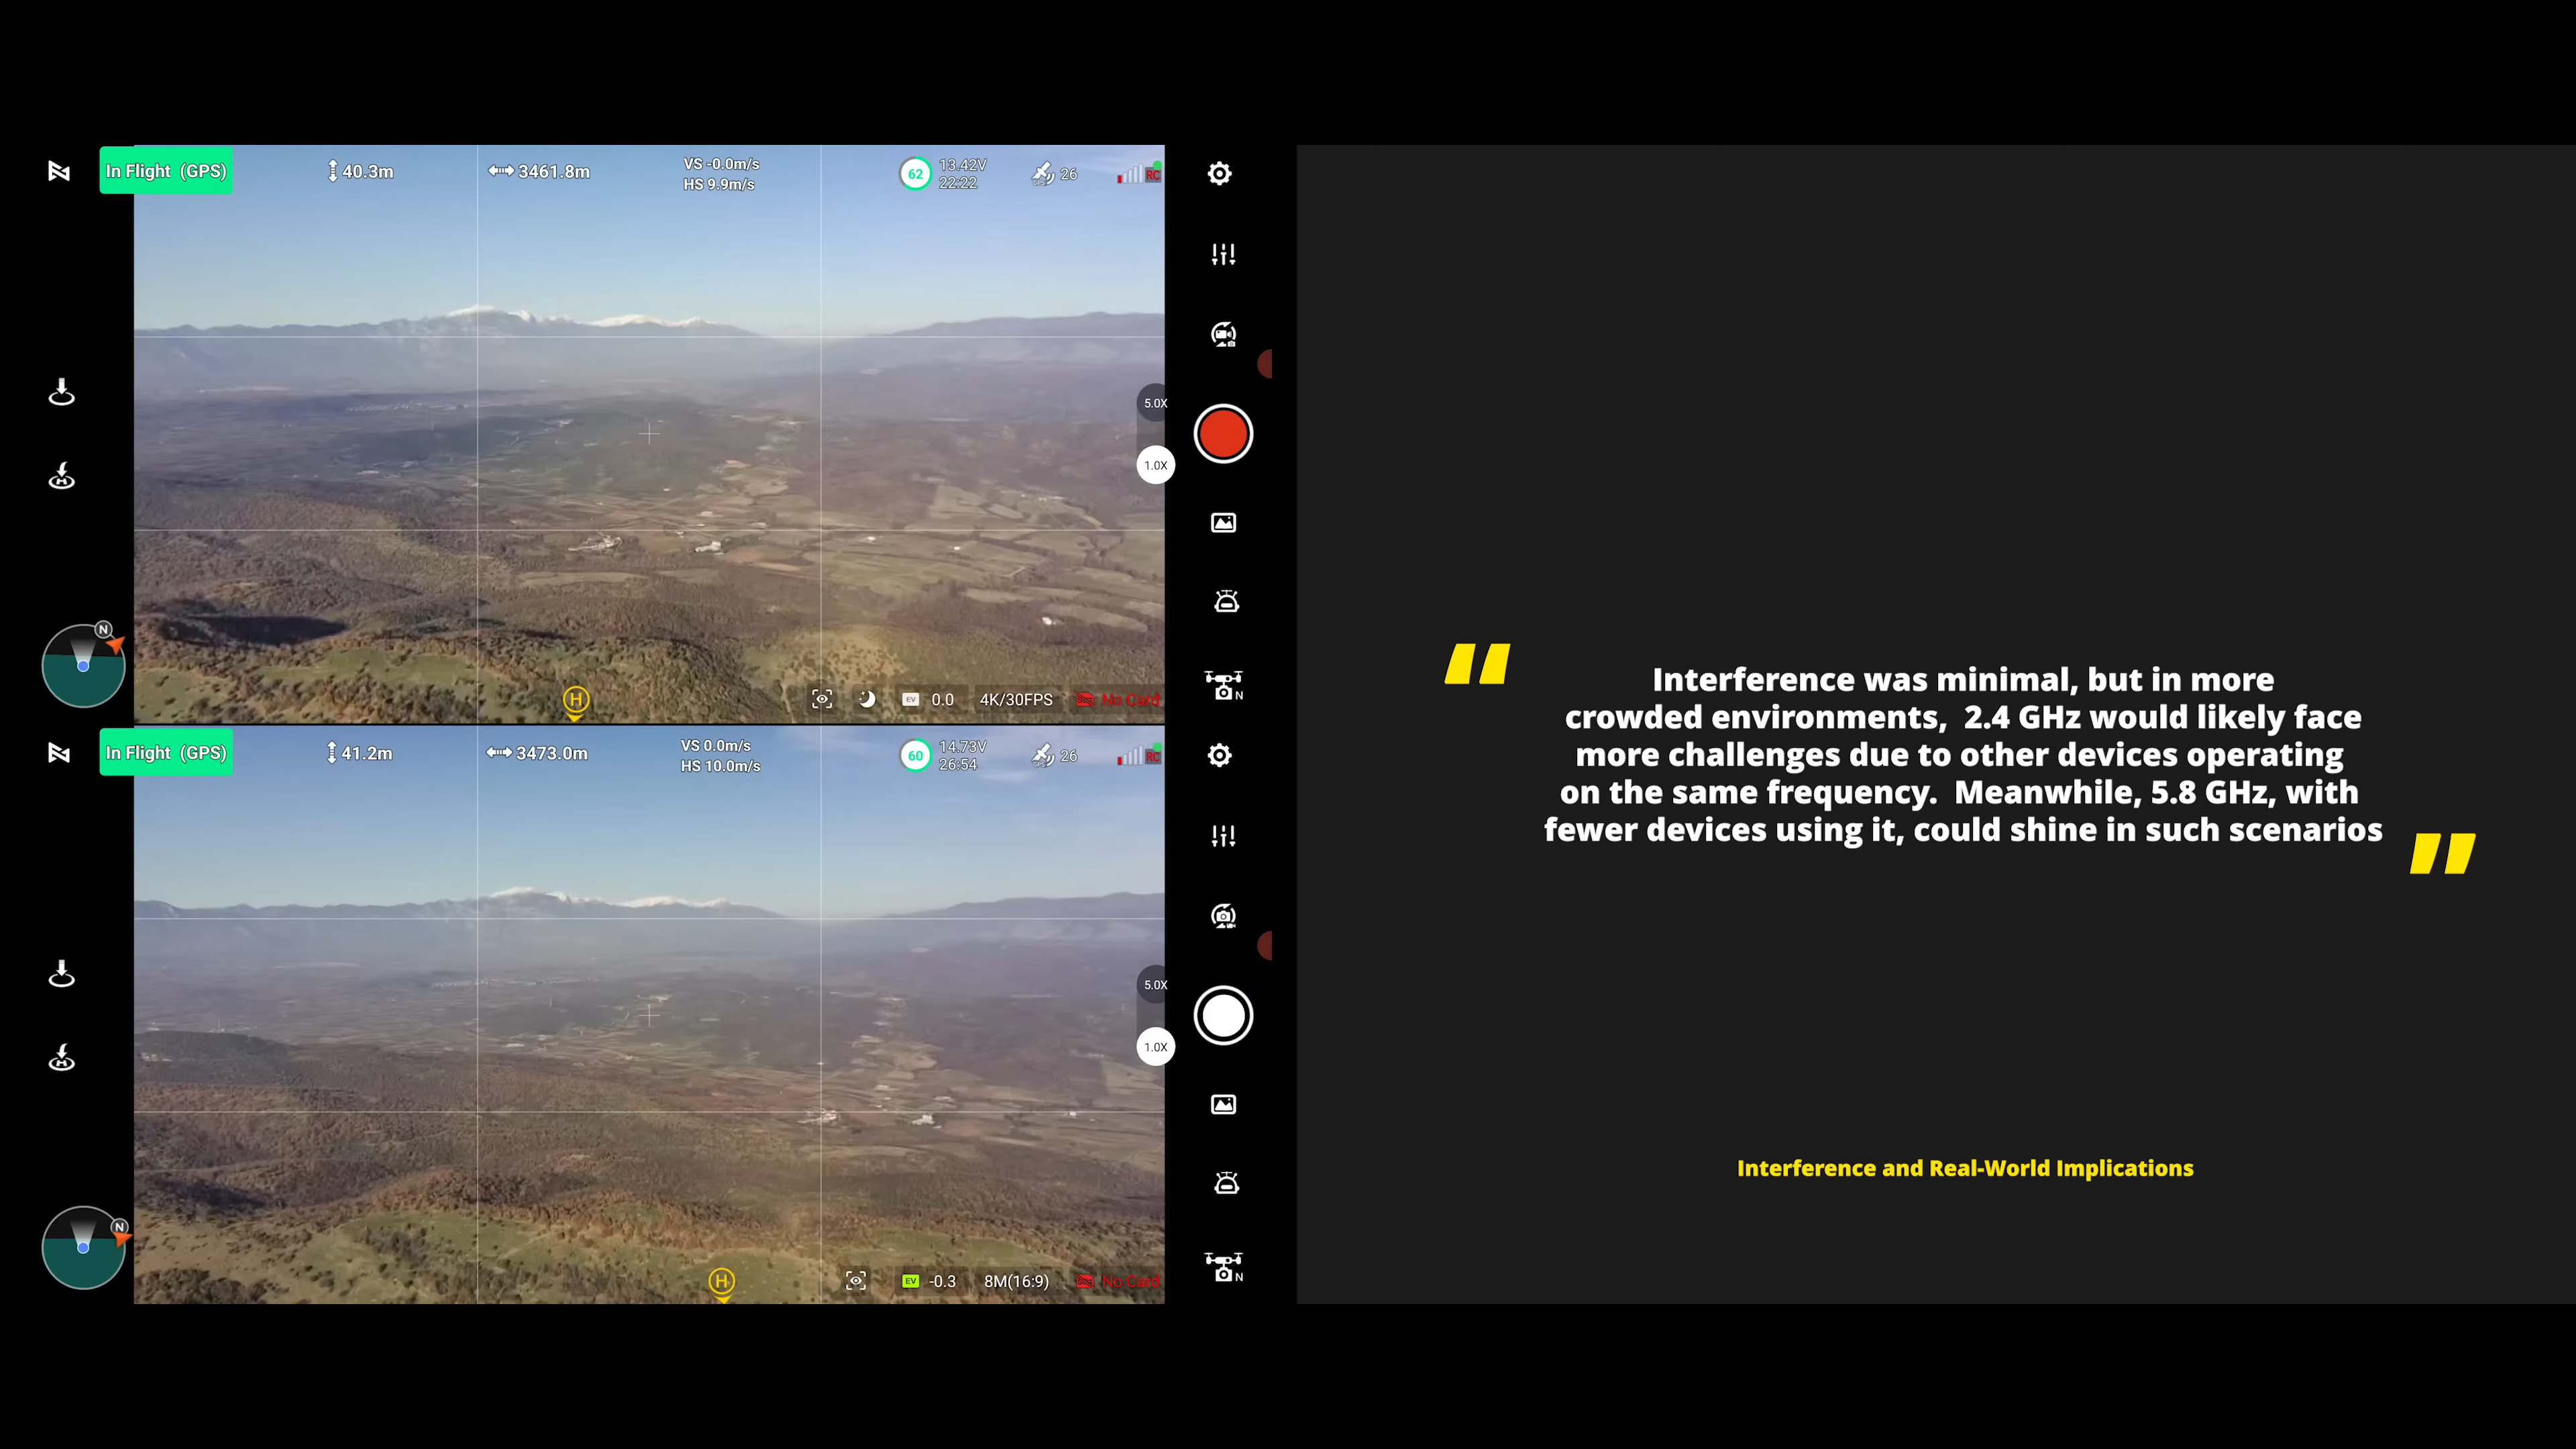 In Flight (GPS)
40.3m
3461.8m
VS -0.0m/s
HS 9.9m/s
62
13.42V
22:22
26
RC
5.0X
1.0X
N
H
EV
0.0
4K/30FPS
No Card
N
In Flight (GPS)
41.2m
3473.0m
VS 0.0m/s
HS 10.0m/s
60
14.73V
26:54
26
RC
5.0X
1.0X
N
H
EV
-0.3
8M(16:9)
No Card
N
“ Interference was minimal, but in more
crowded environments, 2.4 GHz would likely face
more challenges due to other devices operating
on the same frequency. Meanwhile, 5.8 GHz, with
fewer devices using it, could shine in such scenarios ”
Interference and Real-World Implications